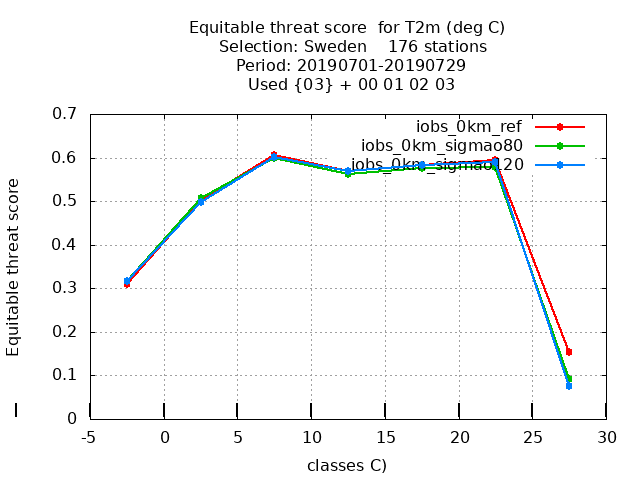 Equitable threat score for T2m (deg C)
Selection: Sweden 176 stations
Period: 20190701-20190729
Used {03} + 00 01 02 03
iobs_0km_ref
iobs_0km_sigmao80
iobs_0km_sigmao120
Equitable threat score
0.7
0.6
0.5
0.4
0.3
0.2
0.1
0
-5 0 5 10 15 20 25 30
classes C)